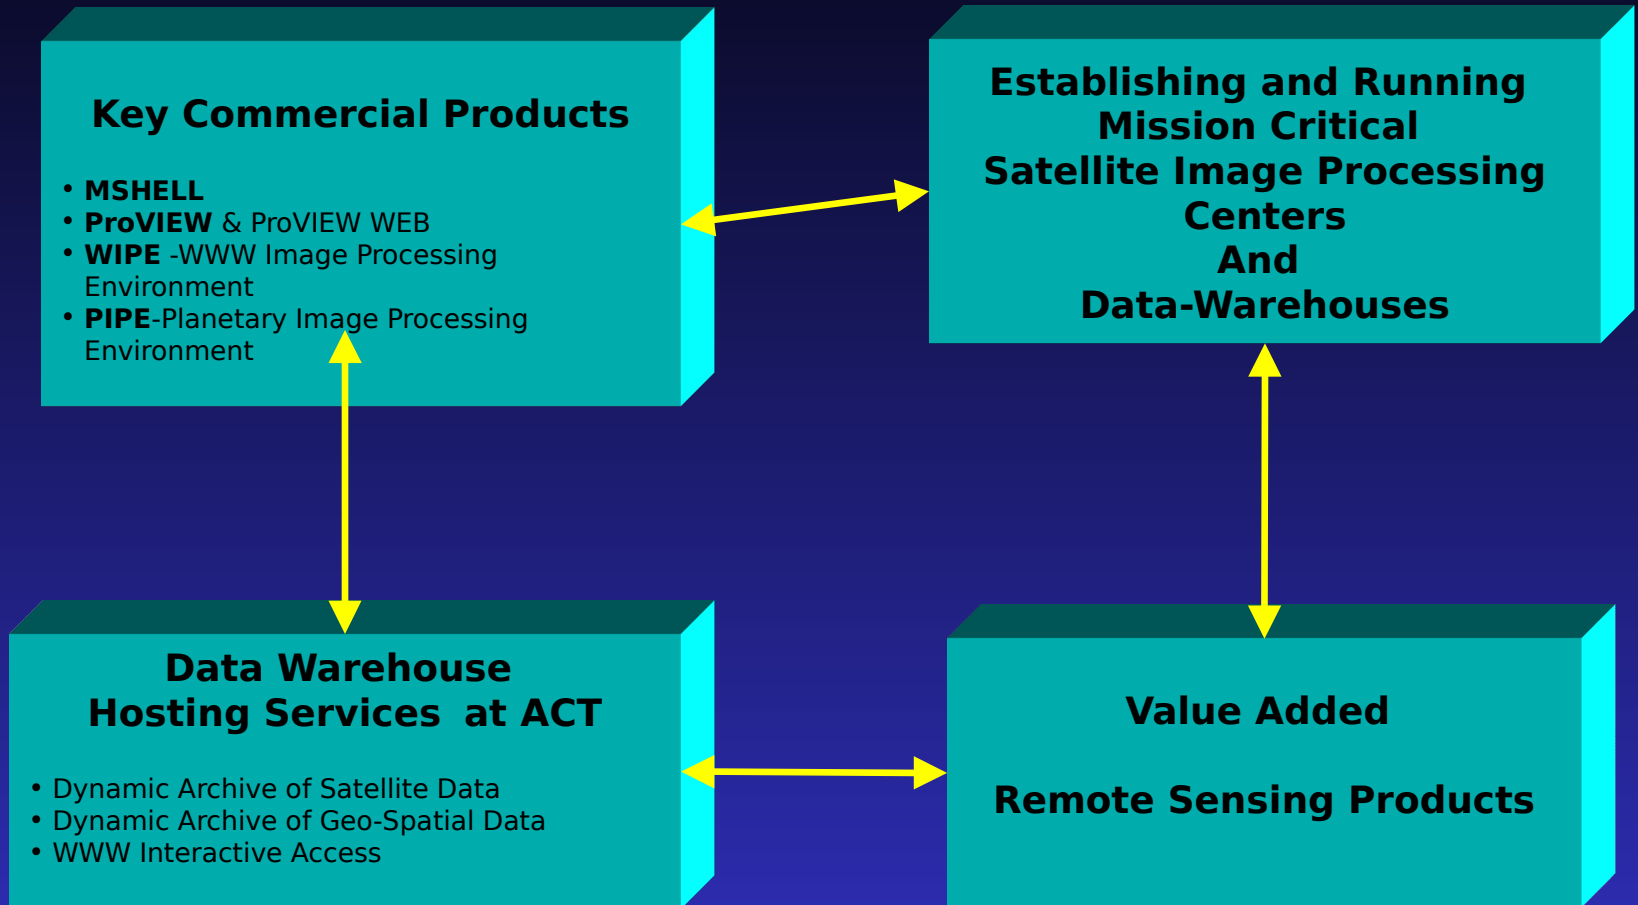 Key Commercial Products
• MSHELL
• ProVIEW & ProVIEW WEB
• WIPE -WWW Image Processing
Environment
• PIPE-Planetary Image Processing
Environment
Establishing and Running
Mission Critical
Satellite Image Processing
Centers
And
Data-Warehouses
Data Warehouse
Hosting Services at ACT
• Dynamic Archive of Satellite Data
• Dynamic Archive of Geo-Spatial Data
• WWW Interactive Access
Value Added
Remote Sensing Products